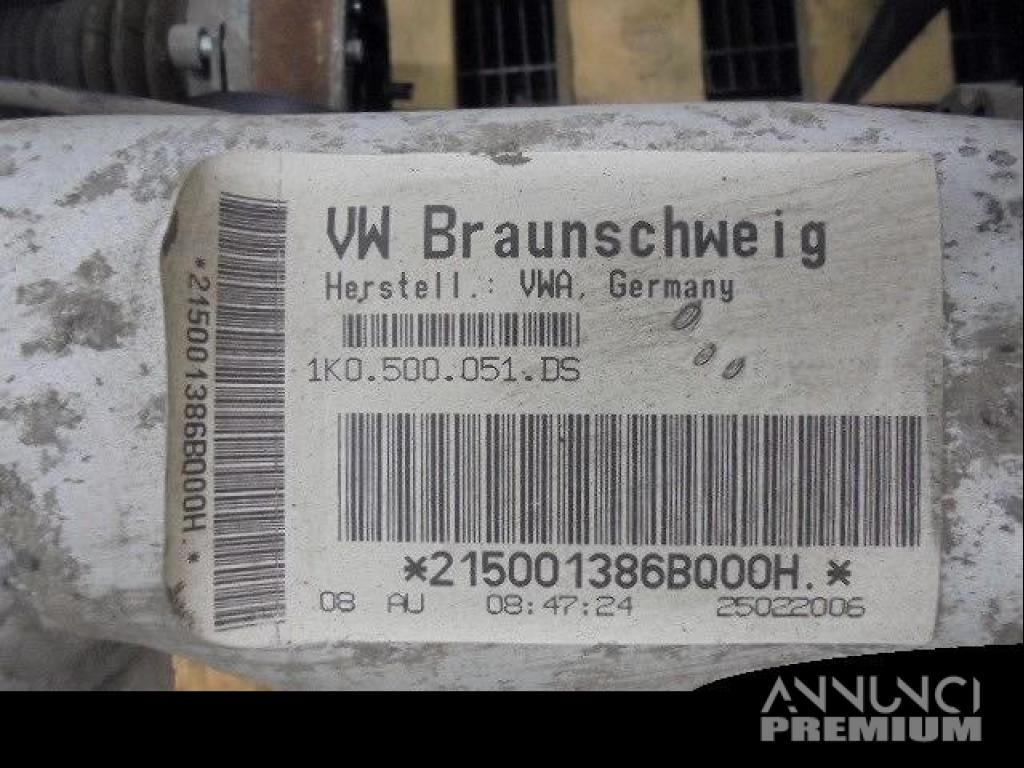 VW Braunschweig
Herstell.: VWA, Germany
1K0.500.051.DS
*215001386BQ00H.*
*215001386BQ00H.*
08 AU 08:47:24 25022006
ANNUNCI
PREMIUM